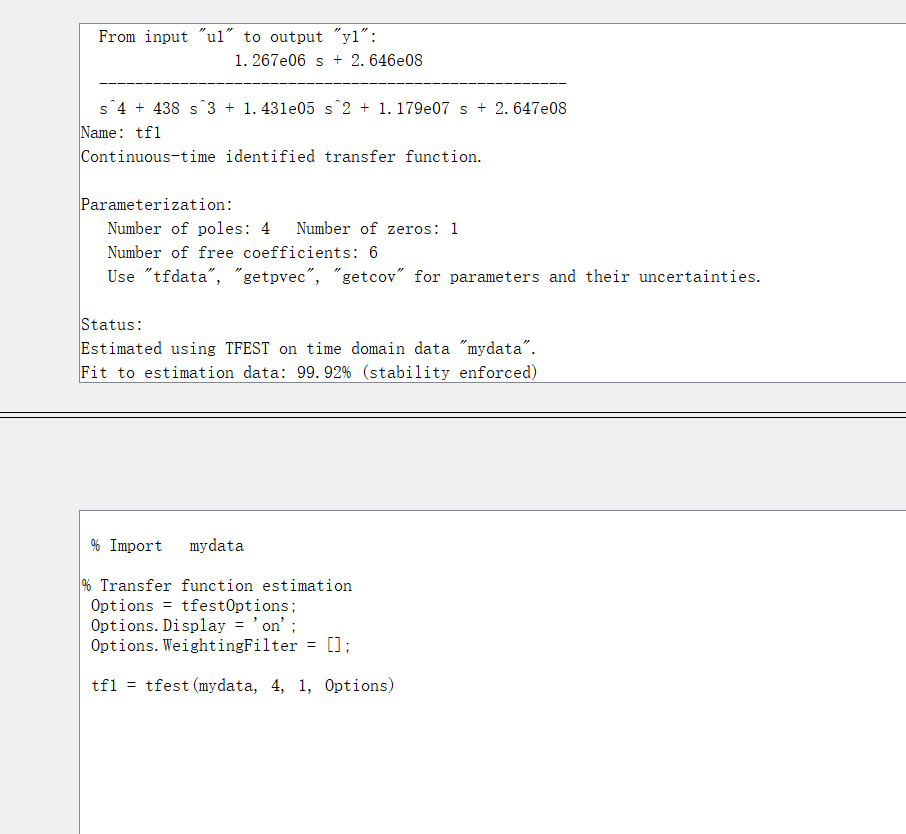 From input "u1" to output "y1":
1.267e06 s + 2.646e08
----------------------------------------------------
s^4 + 438 s^3 + 1.431e05 s^2 + 1.179e07 s + 2.647e08
Name: tf1
Continuous-time identified transfer function.
Parameterization:
Number of poles: 4   Number of zeros: 1
Number of free coefficients: 6
Use "tfdata", "getpvec", "getcov" for parameters and their uncertainties.
Status:
Estimated using TFEST on time domain data "mydata".
Fit to estimation data: 99.92% (stability enforced)
% Import   mydata
% Transfer function estimation
Options = tfestOptions;
Options.Display = 'on';
Options.WeightingFilter = [];
tf1 = tfest(mydata, 4, 1, Options)